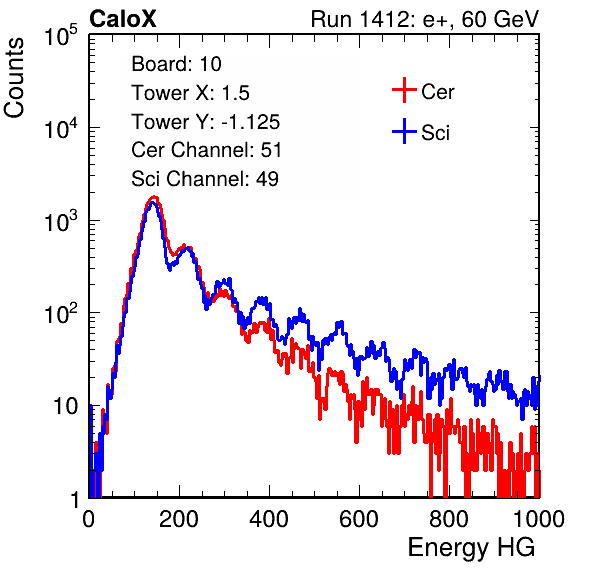 CaloX Run 1412: e+, 60 GeV
Counts
10^5
10^4
10^3
10^2
10
1
Board: 10
Tower X: 1.5
Tower Y: -1.125
Cer Channel: 51
Sci Channel: 49
Cer
Sci
0 200 400 600 800 1000
Energy HG